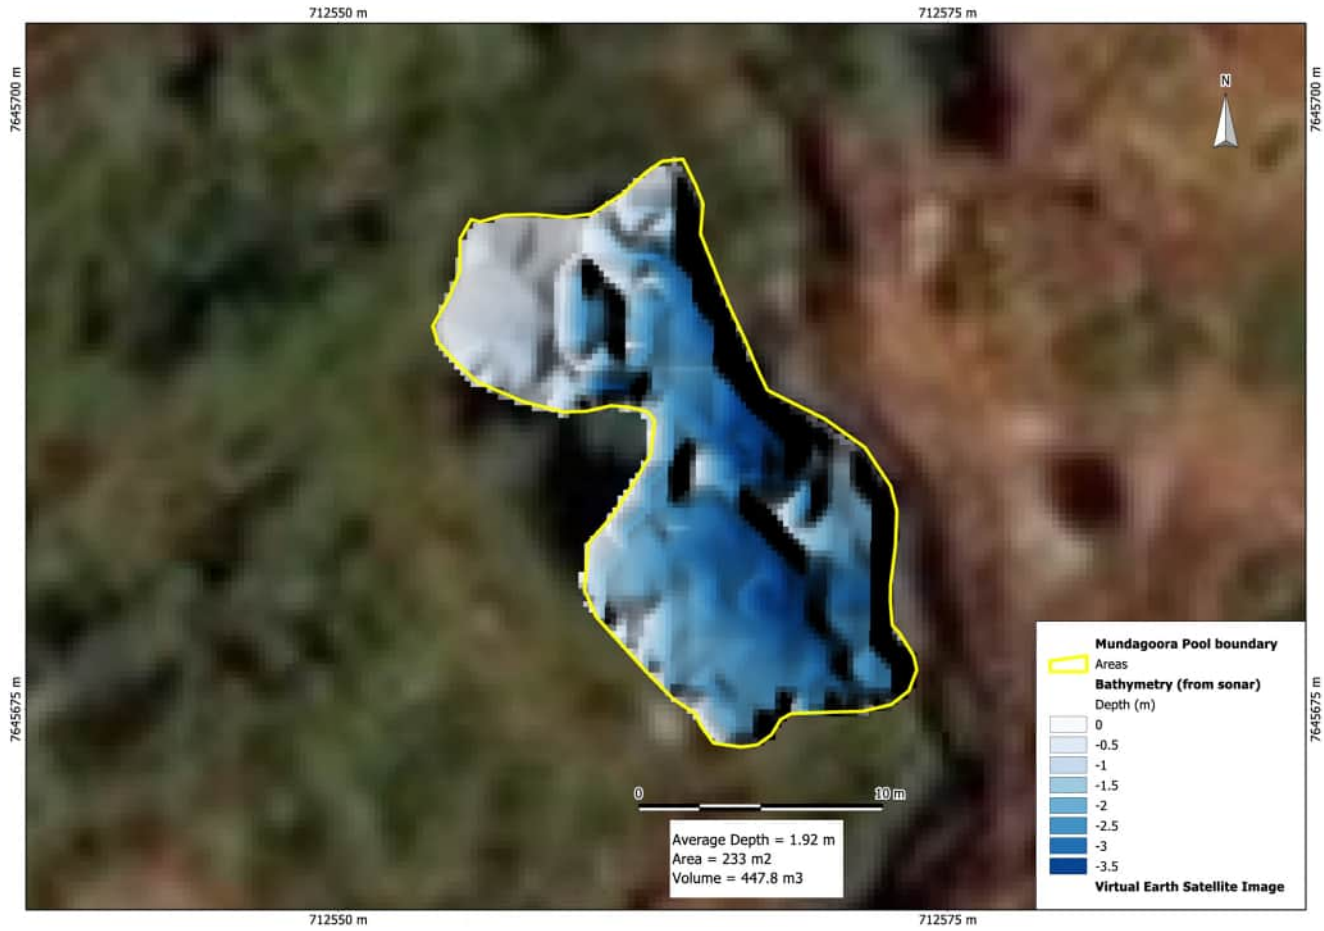 712550 m
712575 m
7645700 m
7645700 m
N
7645675 m
7645675 m
Mundagoora Pool boundary
Areas
Bathymetry (from sonar)
Depth (m)
0
-0.5
-1
-1.5
-2
-2.5
-3
-3.5
Virtual Earth Satellite Image
0
10 m
Average Depth = 1.92 m
Area = 233 m2
Volume = 447.8 m3
712550 m
712575 m